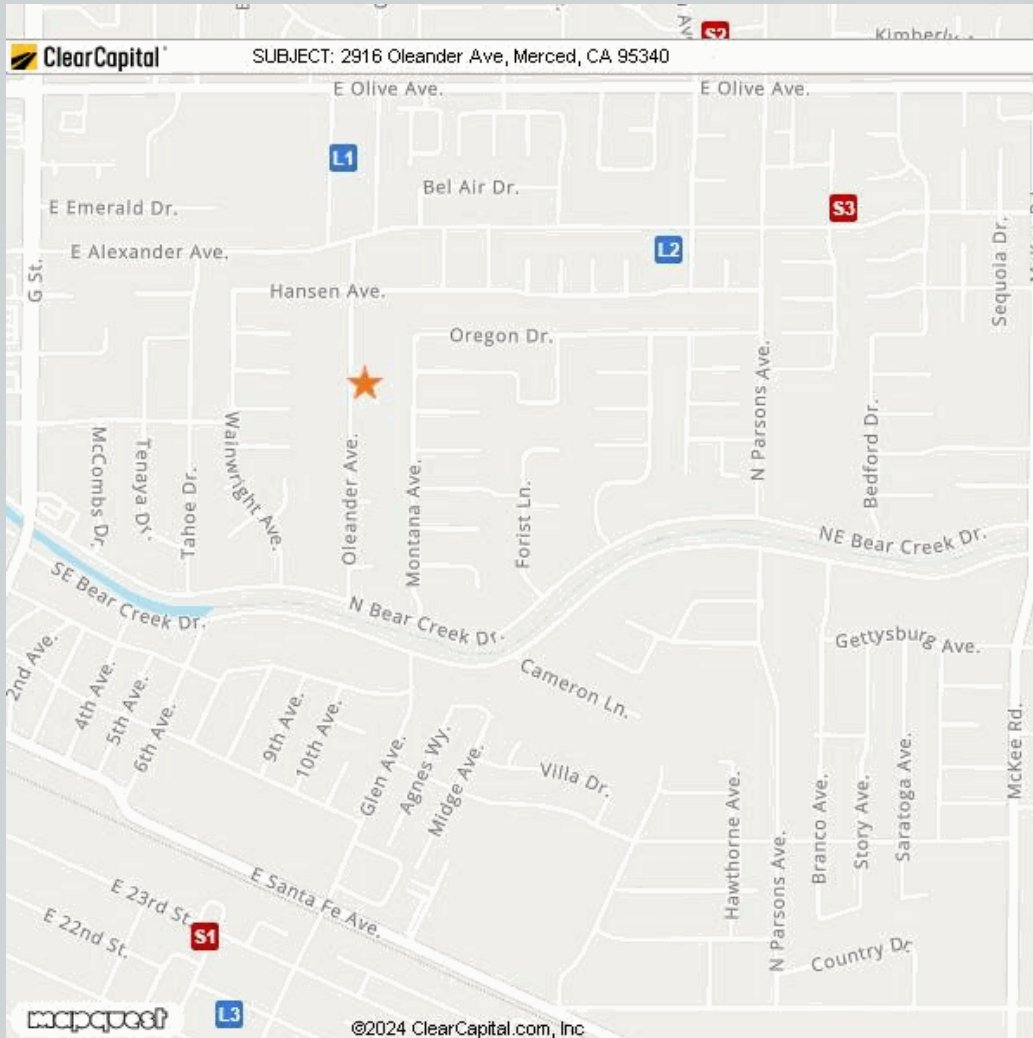 S2
Kimberly
ClearCapital
SUBJECT: 2916 Oleander Ave, Merced, CA 95340
E Olive Ave.
E Olive Ave.
L1
Bel Air Dr.
E Emerald Dr.
S3
E Alexander Ave.
L2
G St.
Hansen Ave.
Sequoia Dr.
Oregon Dr.
N Parsons Ave.
Bedford Dr.
McCombs Dr.
Tenaya Dr.
Tahoe Dr.
Wainwright Ave.
Oleander Ave.
Montana Ave.
Forist Ln.
NE Bear Creek Dr.
SE Bear Creek Dr.
N Bear Creek Dr.
Gettysburg Ave.
2nd Ave.
4th Ave.
5th Ave.
6th Ave.
9th Ave.
10th Ave.
Cameron Ln.
Glen Ave.
Agnes Wy.
Midge Ave.
Villa Dr.
McKee Rd.
Hawthorne Ave.
N Parsons Ave.
Branco Ave.
Story Ave.
Saratoga Ave.
E Santa Fe Ave.
E 23rd St.
E 22nd St.
S1
Country Dr
L3
mapquest
©2024 ClearCapital.com, Inc